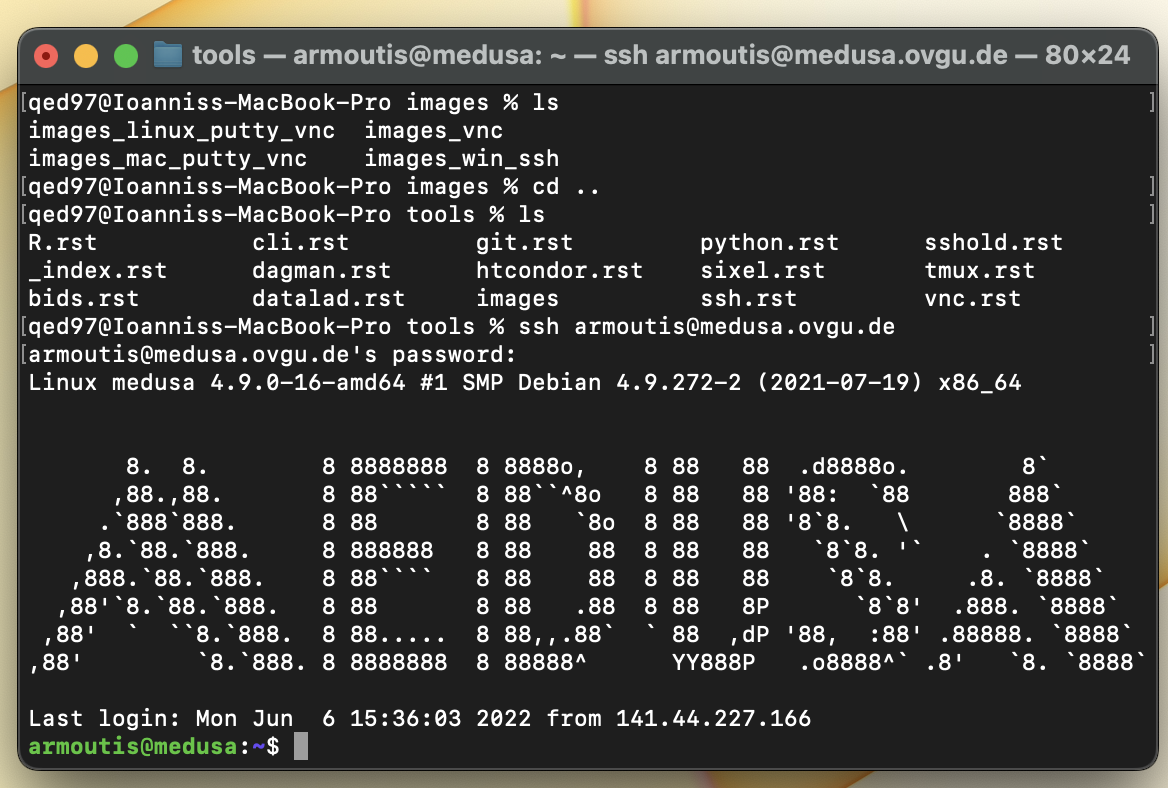 tools — armoutis@medusa: ~ — ssh armoutis@medusa.ovgu.de — 80×24
[qed97@Ioanniss-MacBook-Pro images % ls ]
images_linux_putty_vnc  images_vnc
images_mac_putty_vnc    images_win_ssh
[qed97@Ioanniss-MacBook-Pro images % cd .. ]
[qed97@Ioanniss-MacBook-Pro tools % ls ]
R.rst           cli.rst         git.rst         python.rst      sshold.rst
_index.rst      dagman.rst      htcondor.rst    sixel.rst       tmux.rst
bids.rst        datalad.rst     images          ssh.rst         vnc.rst
[qed97@Ioanniss-MacBook-Pro tools % ssh armoutis@medusa.ovgu.de ]
[armoutis@medusa.ovgu.de's password: ]
Linux medusa 4.9.0-16-amd64 #1 SMP Debian 4.9.272-2 (2021-07-19) x86_64
       8.  8.        8 8888888  8 8888o,    8 88   88  .d8888o.        8`
      ,88.,88.       8 88`````  8 88``^8o   8 88   88 '88:  `88       888`
     .`888`888.      8 88       8 88   `8o  8 88   88 '8`8.   \      `8888`
    ,8.`88.`888.     8 888888   8 88    88  8 88   88   `8`8. '`    . `8888`
   ,888.`88.`888.    8 88````   8 88    88  8 88   88    `8`8.     .8. `8888`
  ,88'`8.`88.`888.   8 88       8 88   .88  8 88   8P      `8`8'  .888. `8888`
 ,88'  `  ``8.`888.  8 88.....  8 88,,.88`  ` 88  ,dP '88,  :88' .88888. `8888`
,88'        `8.`888. 8 8888888  8 88888^      YY888P   .o8888^` .8'   `8. `8888`
Last login: Mon Jun  6 15:36:03 2022 from 141.44.227.166
armoutis@medusa:~$